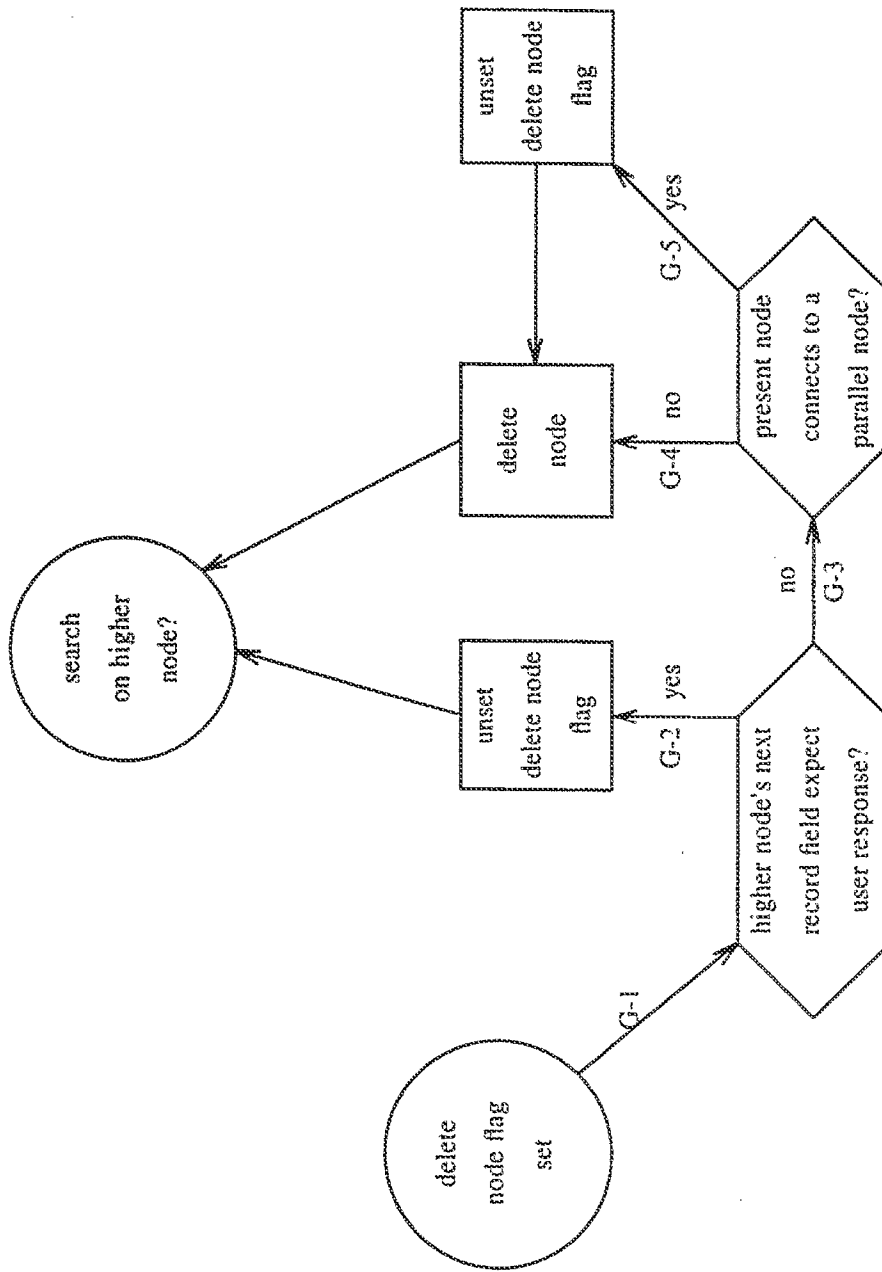 search
on higher
node?
delete
node flag
set
unset
delete node
flag
delete
node
unset
delete node
flag
G-1
G-2
yes
G-4
no
G-5
yes
higher node's next
record field expect
user response?
no
G-3
present node
connects to a
parallel node?